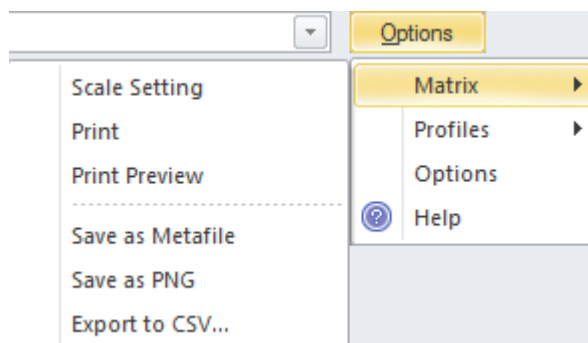 Options
Matrix
Profiles
Options
Help
Scale Setting
Print
Print Preview
Save as Metafile
Save as PNG
Export to CSV...